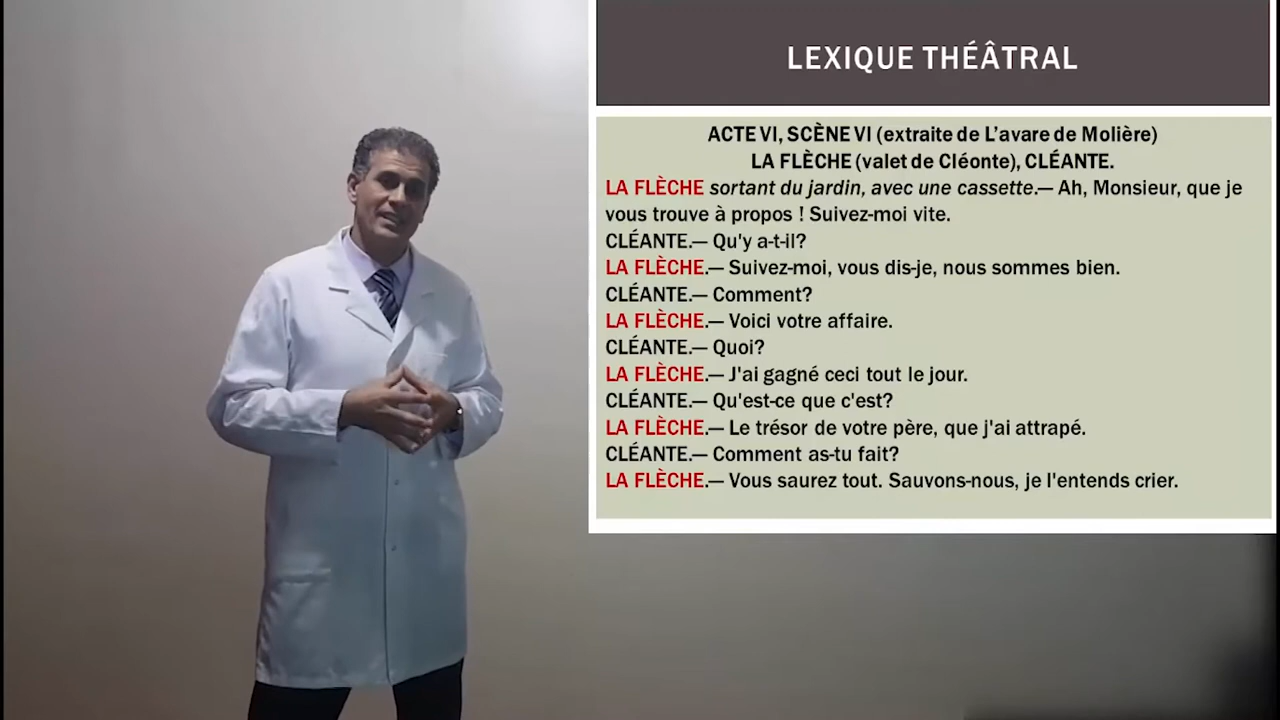 LEXIQUE THÉÂTRAL
ACTE VI, SCÈNE VI (extraite de L'avare de Molière)
LA FLÈCHE (valet de Cléonte), CLÉANTE.
LA FLÈCHE sortant du jardin, avec une cassette.— Ah, Monsieur, que je
vous trouve à propos ! Suivez-moi vite.
CLÉANTE.— Qu'y a-t-il?
LA FLÈCHE.— Suivez-moi, vous dis-je, nous sommes bien.
CLÉANTE.— Comment?
LA FLÈCHE.— Voici votre affaire.
CLÉANTE.— Quoi?
LA FLÈCHE.— J'ai gagné ceci tout le jour.
CLÉANTE.— Qu'est-ce que c'est?
LA FLÈCHE.— Le trésor de votre père, que j'ai attrapé.
CLÉANTE.— Comment as-tu fait?
LA FLÈCHE.— Vous saurez tout. Sauvons-nous, je l'entends crier.